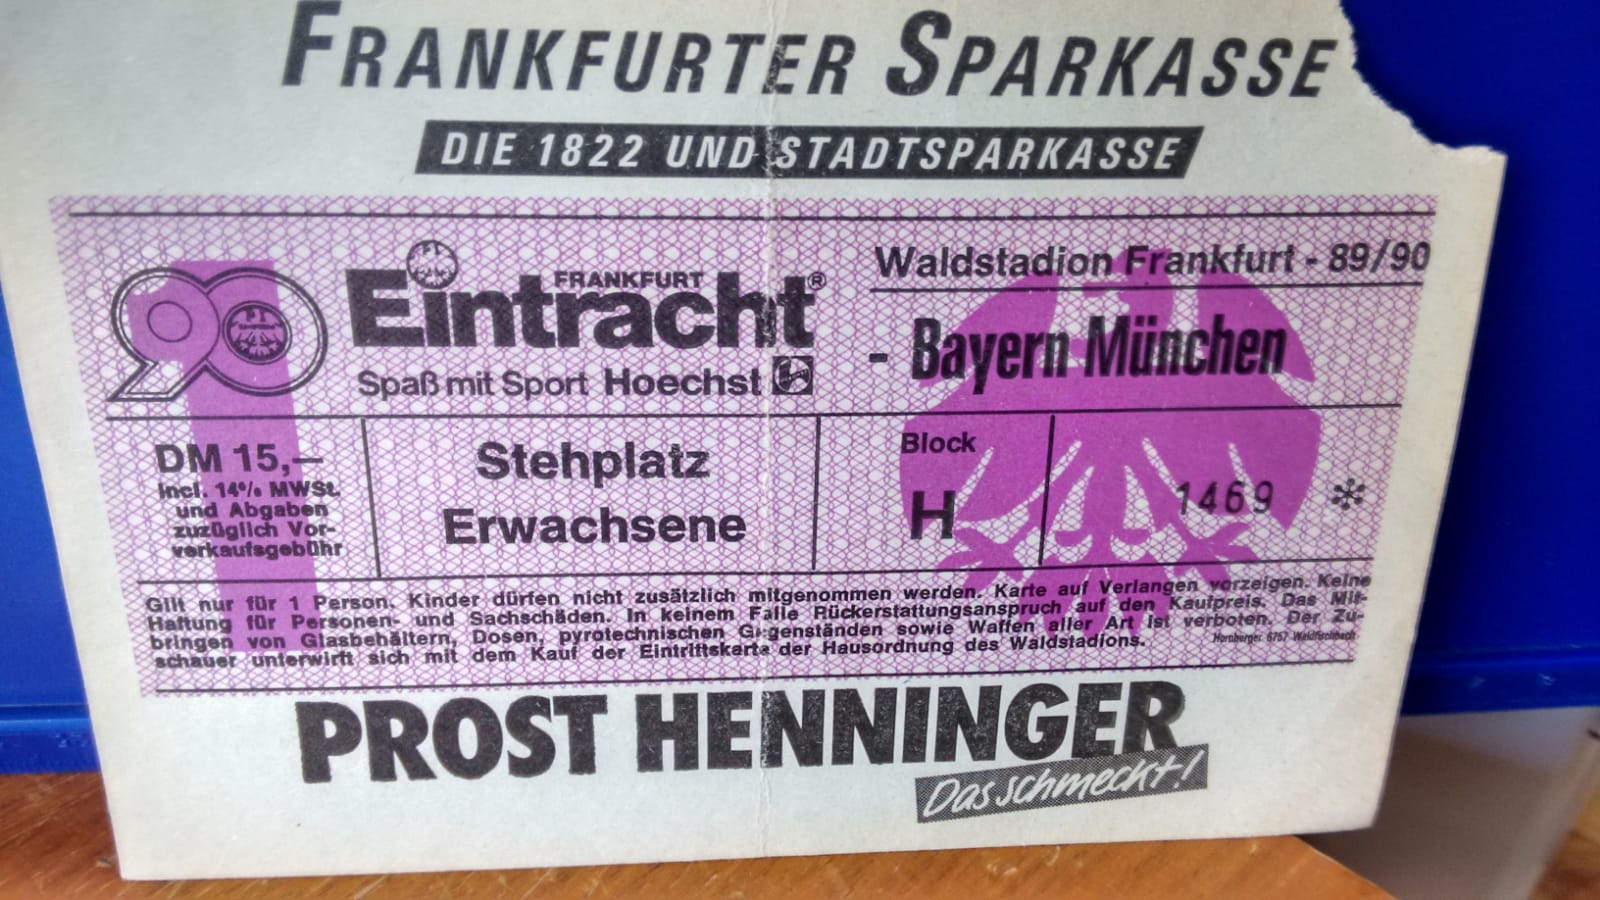 FRANKFURTER SPARKASSE
DIE 1822 UND STADTSPARKASSE
90
FRANKFURT
Eintracht®
Spaß mit Sport Hoechst
Waldstadion Frankfurt - 89/90
- Bayern München
DM 15,—
Incl. 14% MWSt.
und Abgaben
zuzüglich Vor-
verkaufsgebühr
Stehplatz
Erwachsene
Block
H
1469 *
Gilt nur für 1 Person. Kinder dürfen nicht zusätzlich mitgenommen werden. Karte auf Verlangen vorzeigen. Keine
Haftung für Personen- und Sachschäden. In keinem Falle Rückerstattungsanspruch auf den Kaufpreis. Das Mit-
bringen von Glasbehältern, Dosen, pyrotechnischen Gegenständen sowie Waffen aller Art ist verboten. Der Zu-
schauer unterwirft sich mit dem Kauf der Eintrittskarte der Hausordnung des Waldstadions.
Hornberger 6757 Waldfischbach
PROST HENNINGER
Das schmeckt!